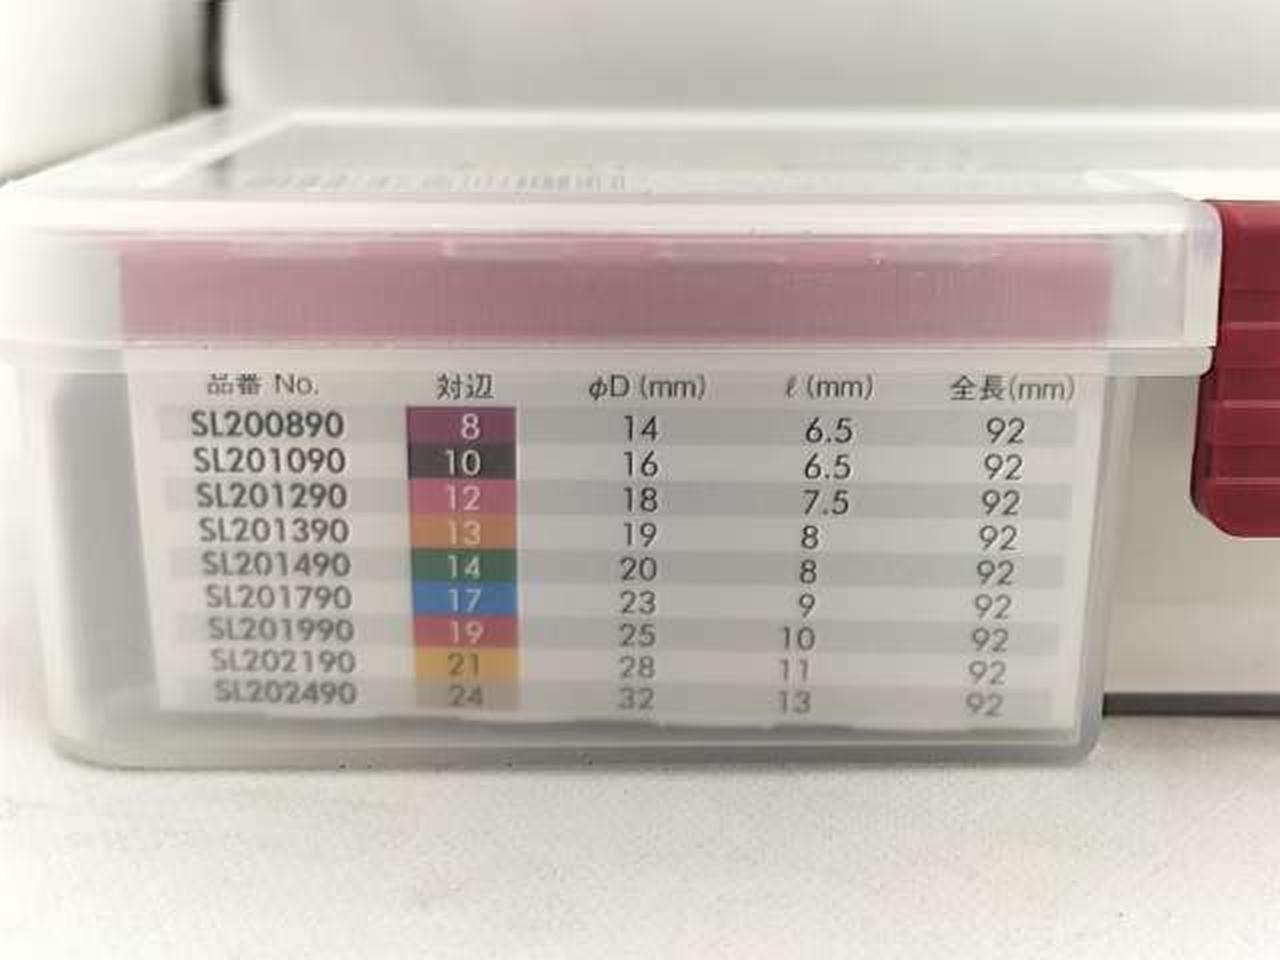 品番 No. 対辺 φD (mm) ℓ (mm) 全長(mm)
SL200890 8 14 6.5 92
SL201090 10 16 6.5 92
SL201290 12 18 7.5 92
SL201390 13 19 8 92
SL201490 14 20 8 92
SL201790 17 23 9 92
SL201990 19 25 10 92
SL202190 21 28 11 92
SL202490 24 32 13 92